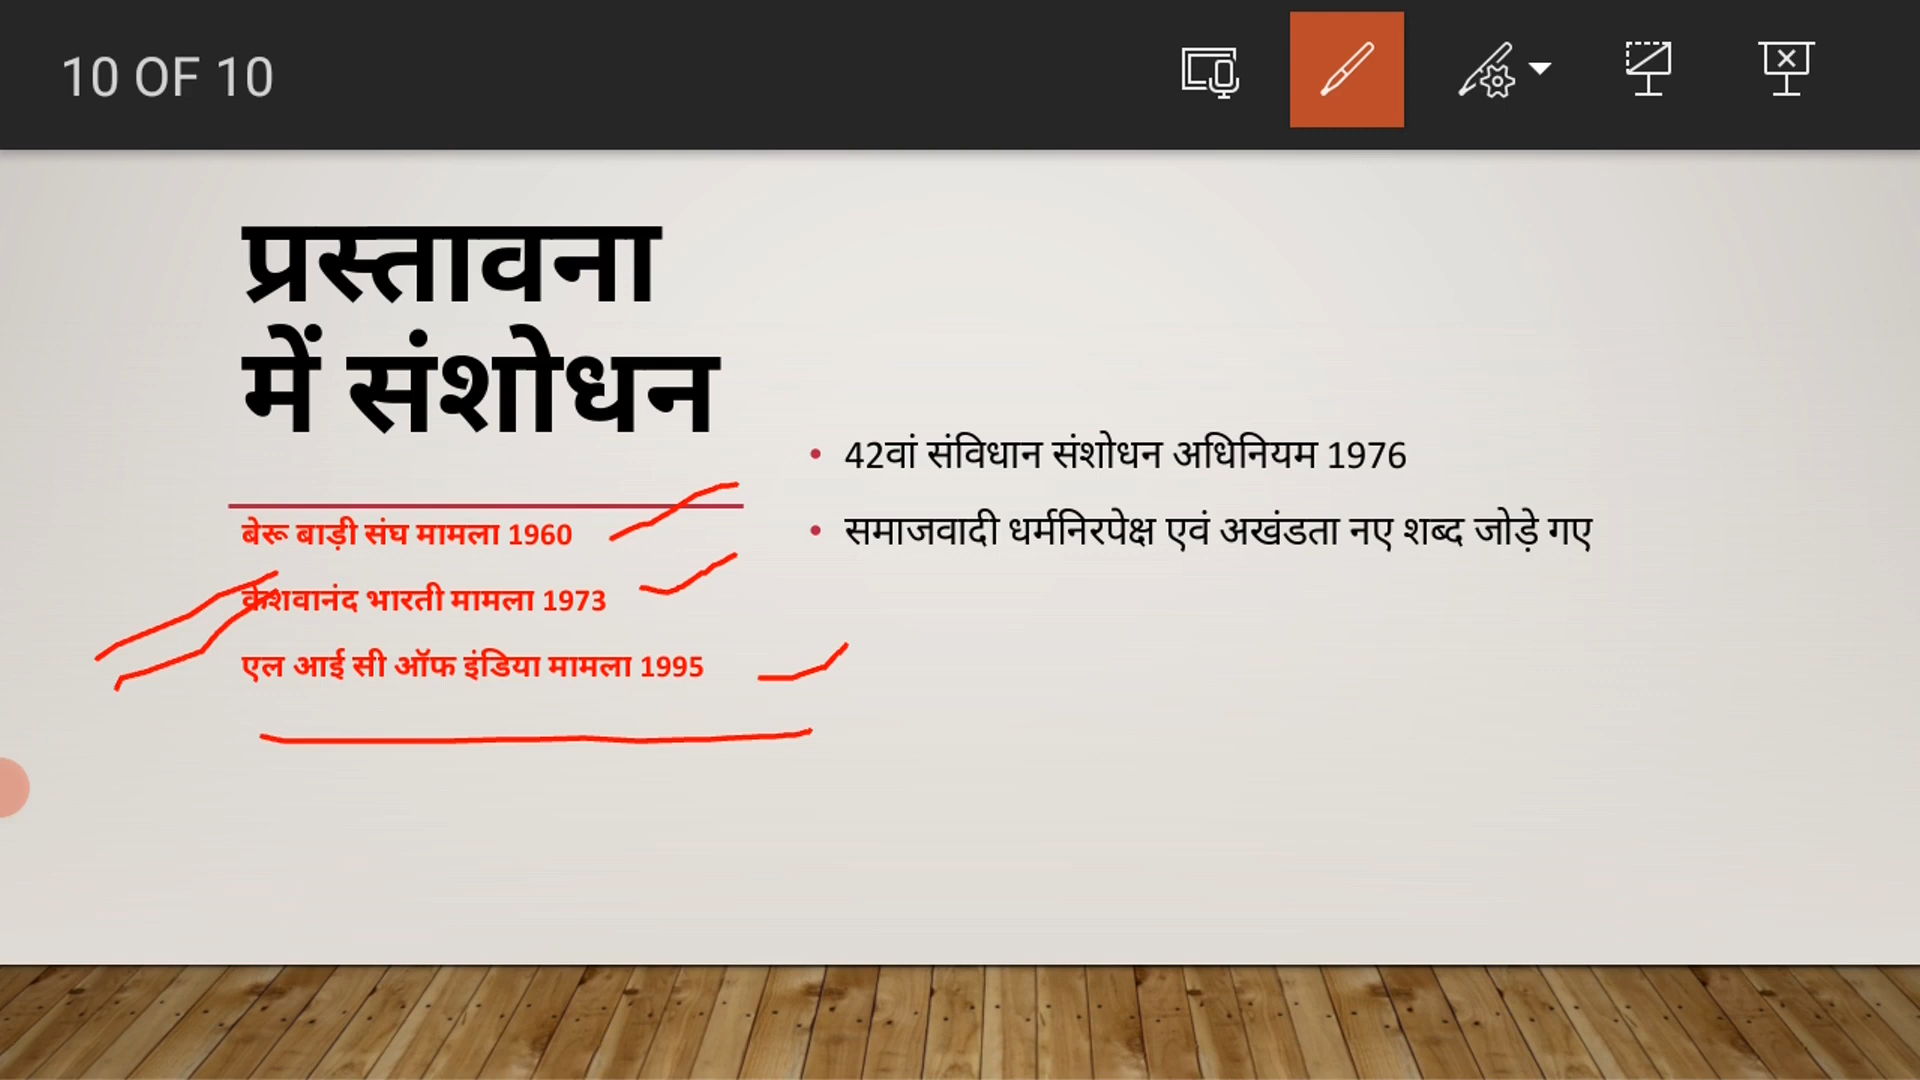 10 OF 10
प्रस्तावना
में संशोधन
बेरू बाड़ी संघ मामला 1960
केशवानंद भारती मामला 1973
एल आई सी ऑफ इंडिया मामला 1995
• 42वां संविधान संशोधन अधिनियम 1976
• समाजवादी धर्मनिरपेक्ष एवं अखंडता नए शब्द जोड़े गए